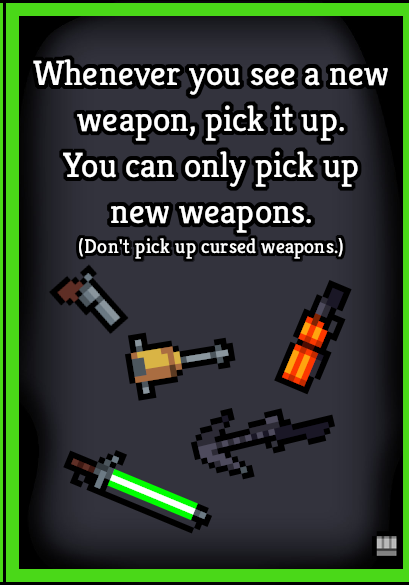 Whenever you see a new
weapon, pick it up.
You can only pick up
new weapons.
(Don't pick up cursed weapons.)